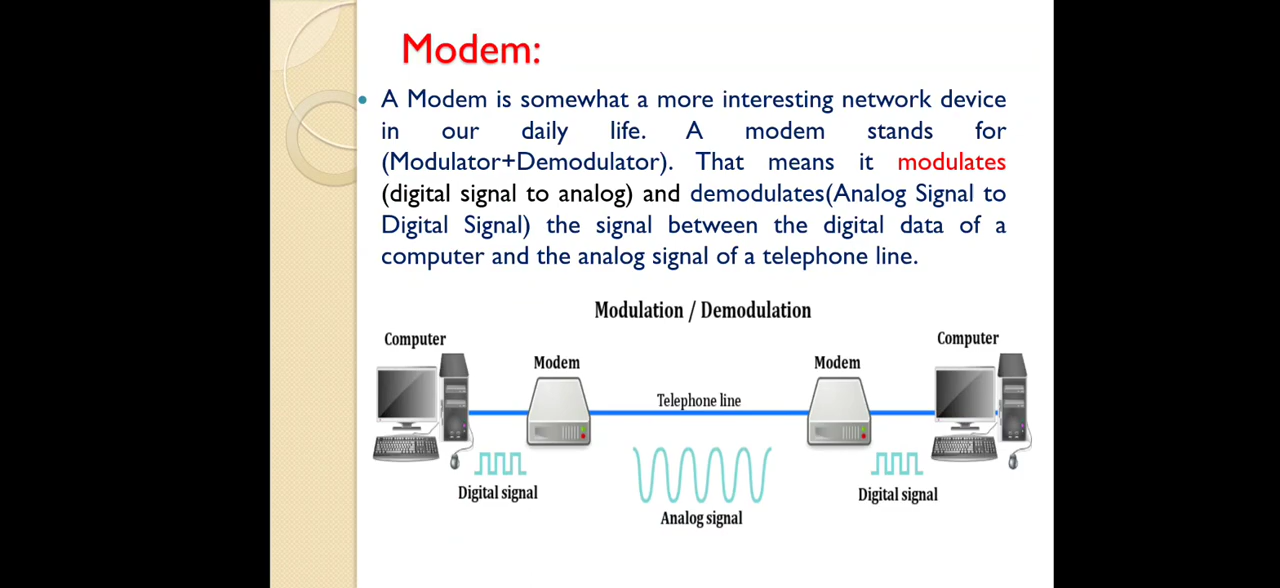 Modem:
A Modem is somewhat a more interesting network device
in our daily life. A modem stands for
(Modulator+Demodulator). That means it modulates
(digital signal to analog) and demodulates(Analog Signal to
Digital Signal) the signal between the digital data of a
computer and the analog signal of a telephone line.
Modulation / Demodulation
Computer
Modem
Telephone line
Modem
Computer
Digital signal
Analog signal
Digital signal